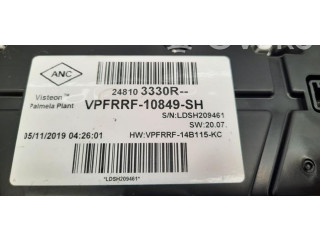 ANC
24810 3330R--
Visteon
Palmela Plant
VPFRRF-10849-SH
S/N:LDSH209461
SW:20.07.
05/11/2019 04:26:01
HW:VPFRRF-14B115-KC
*LDSH209461*